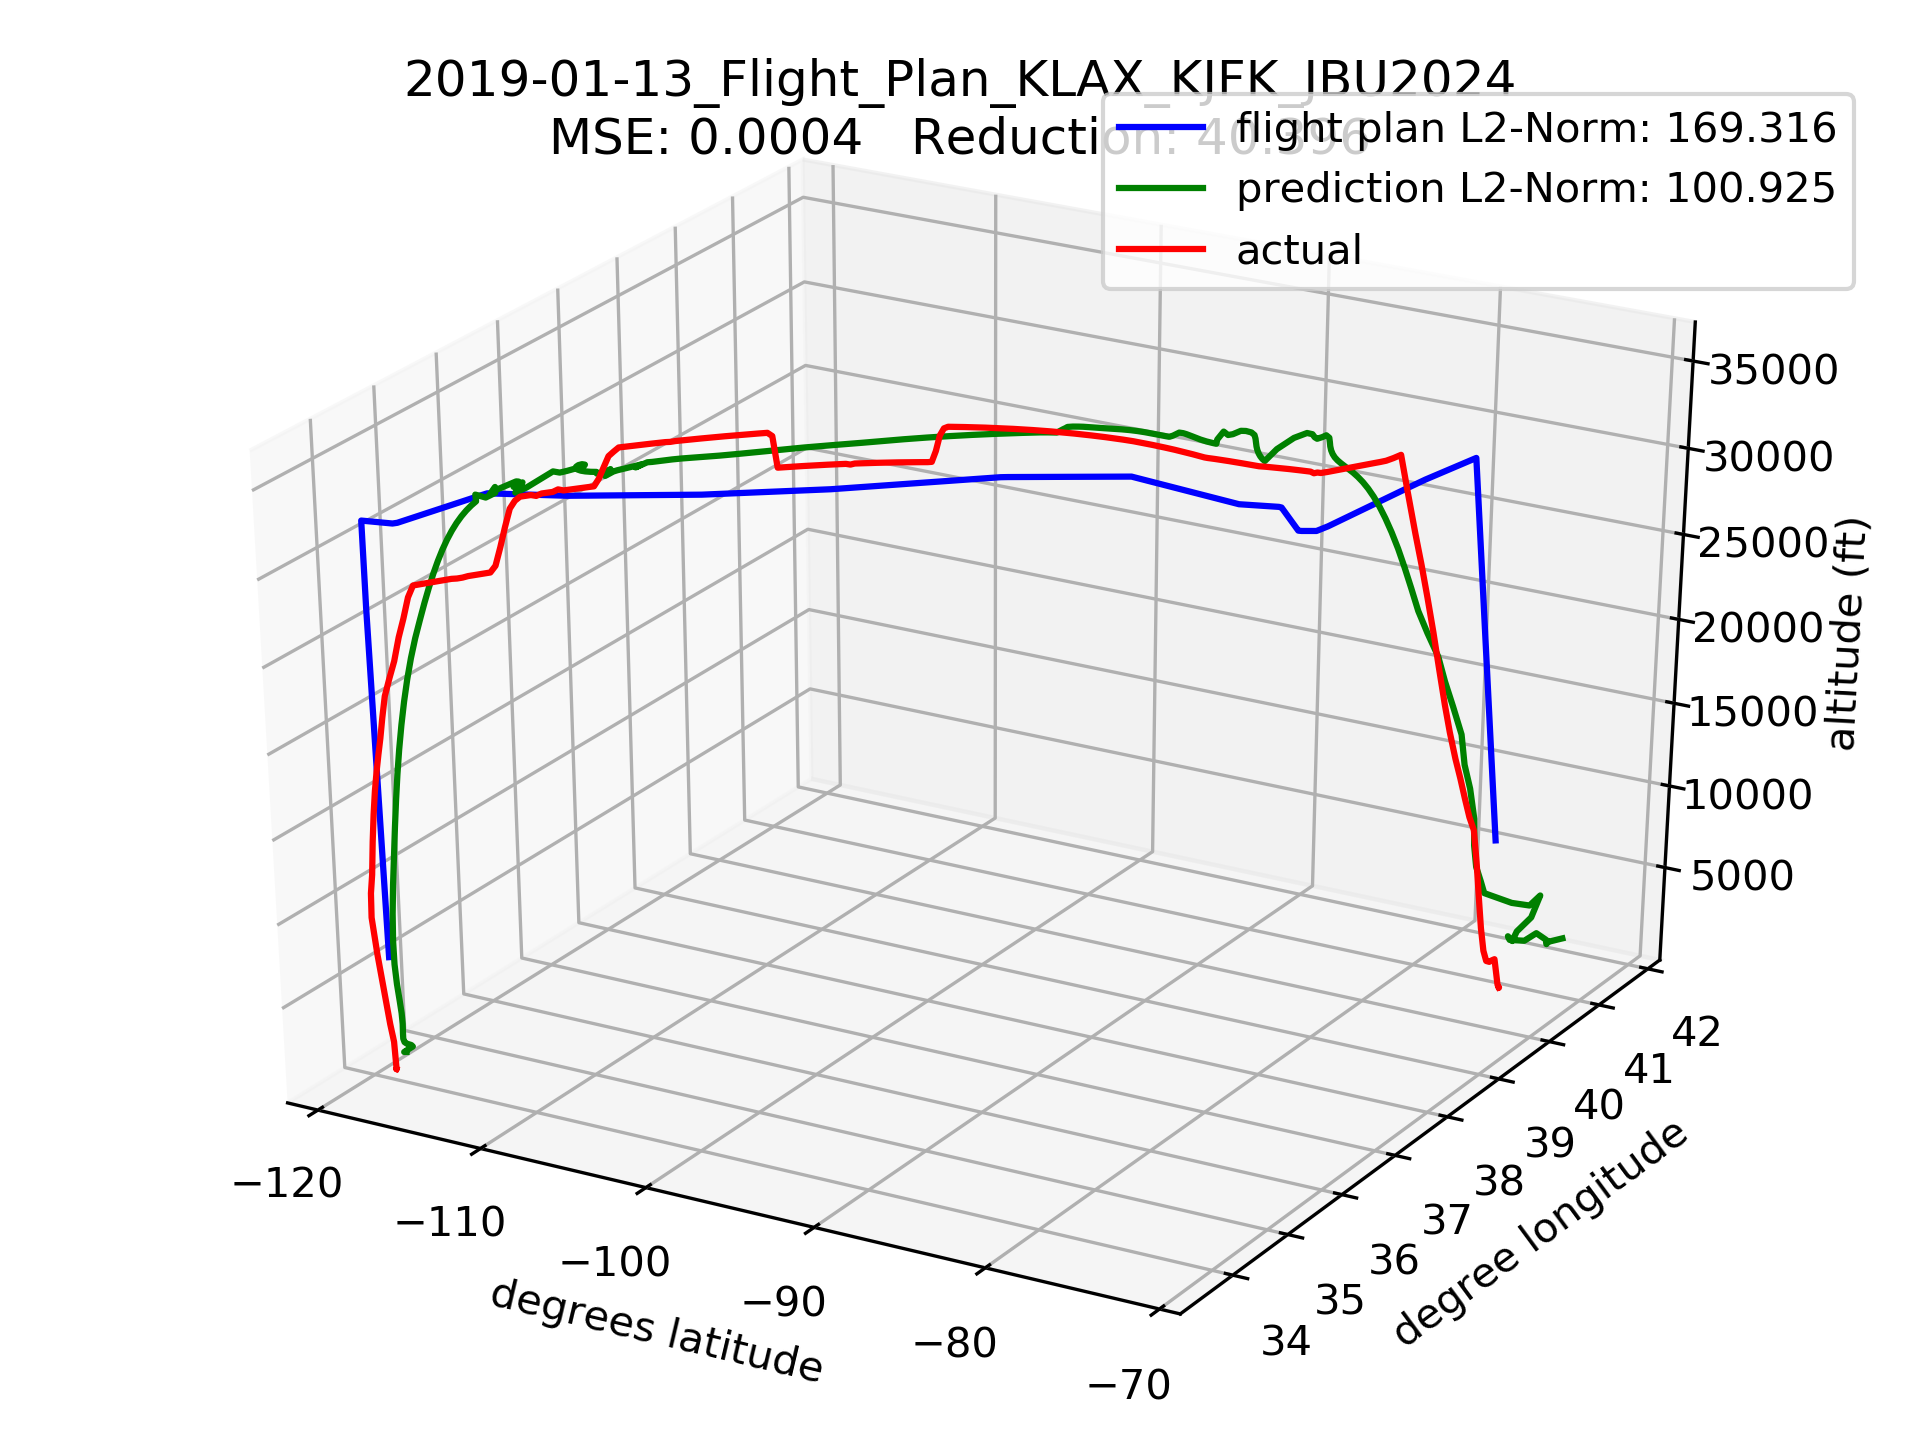 2019-01-13_Flight_Plan_KLAX_KJFK_JBU2024
MSE: 0.0004   Reduction: 40.396
flight plan L2-Norm: 169.316
prediction L2-Norm: 100.925
actual
35000
30000
25000
20000
15000
10000
5000
altitude (ft)
−120
−110
−100
−90
−80
−70
degrees latitude
34
35
36
37
38
39
40
41
42
degree longitude